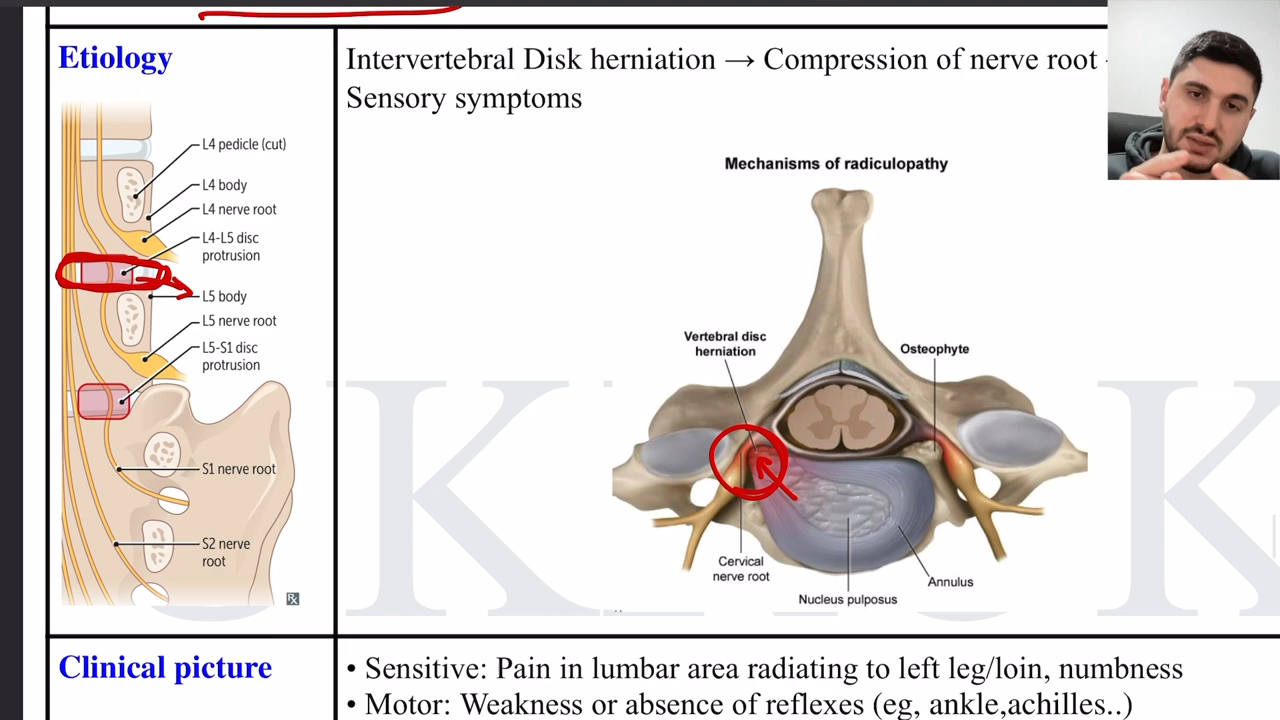 Etiology
Intervertebral Disk herniation → Compression of nerve root
Sensory symptoms
L4 pedicle (cut)
L4 body
L4 nerve root
L4-L5 disc
protrusion
L5 body
L5 nerve root
L5-S1 disc
protrusion
S1 nerve root
S2 nerve
root
Rx
Mechanisms of radiculopathy
Vertebral disc
herniation
Osteophyte
Cervical
nerve root
Nucleus pulposus
Annulus
Clinical picture
• Sensitive: Pain in lumbar area radiating to left leg/loin, numbness
• Motor: Weakness or absence of reflexes (eg, ankle,achilles..)